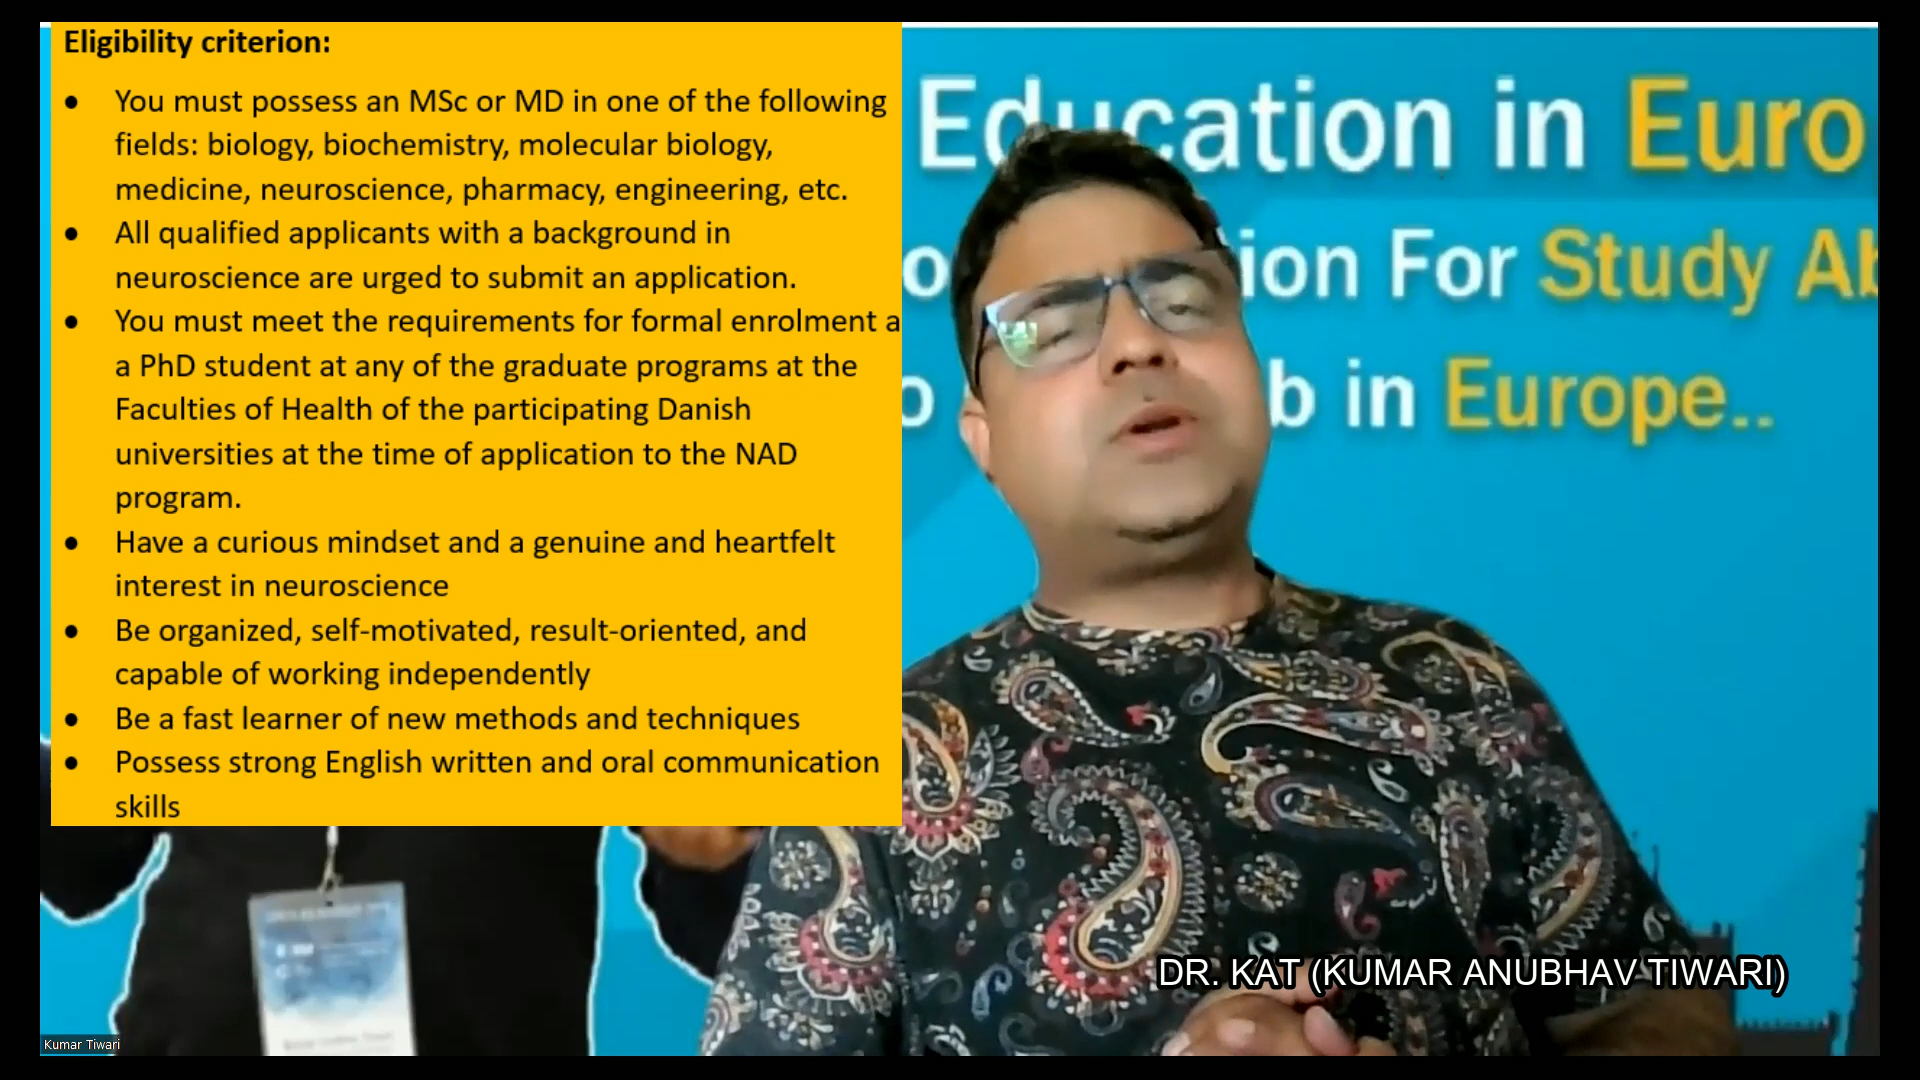 Eligibility criterion:
● You must possess an MSc or MD in one of the following
fields: biology, biochemistry, molecular biology,
medicine, neuroscience, pharmacy, engineering, etc.
● All qualified applicants with a background in
neuroscience are urged to submit an application.
● You must meet the requirements for formal enrolment a
a PhD student at any of the graduate programs at the
Faculties of Health of the participating Danish
universities at the time of application to the NAD
program.
● Have a curious mindset and a genuine and heartfelt
interest in neuroscience
● Be organized, self-motivated, result-oriented, and
capable of working independently
● Be a fast learner of new methods and techniques
● Possess strong English written and oral communication
skills
Education in Euro
ion For Study Ab
b in Europe..
DR. KAT (KUMAR ANUBHAV TIWARI)
Kumar Tiwari